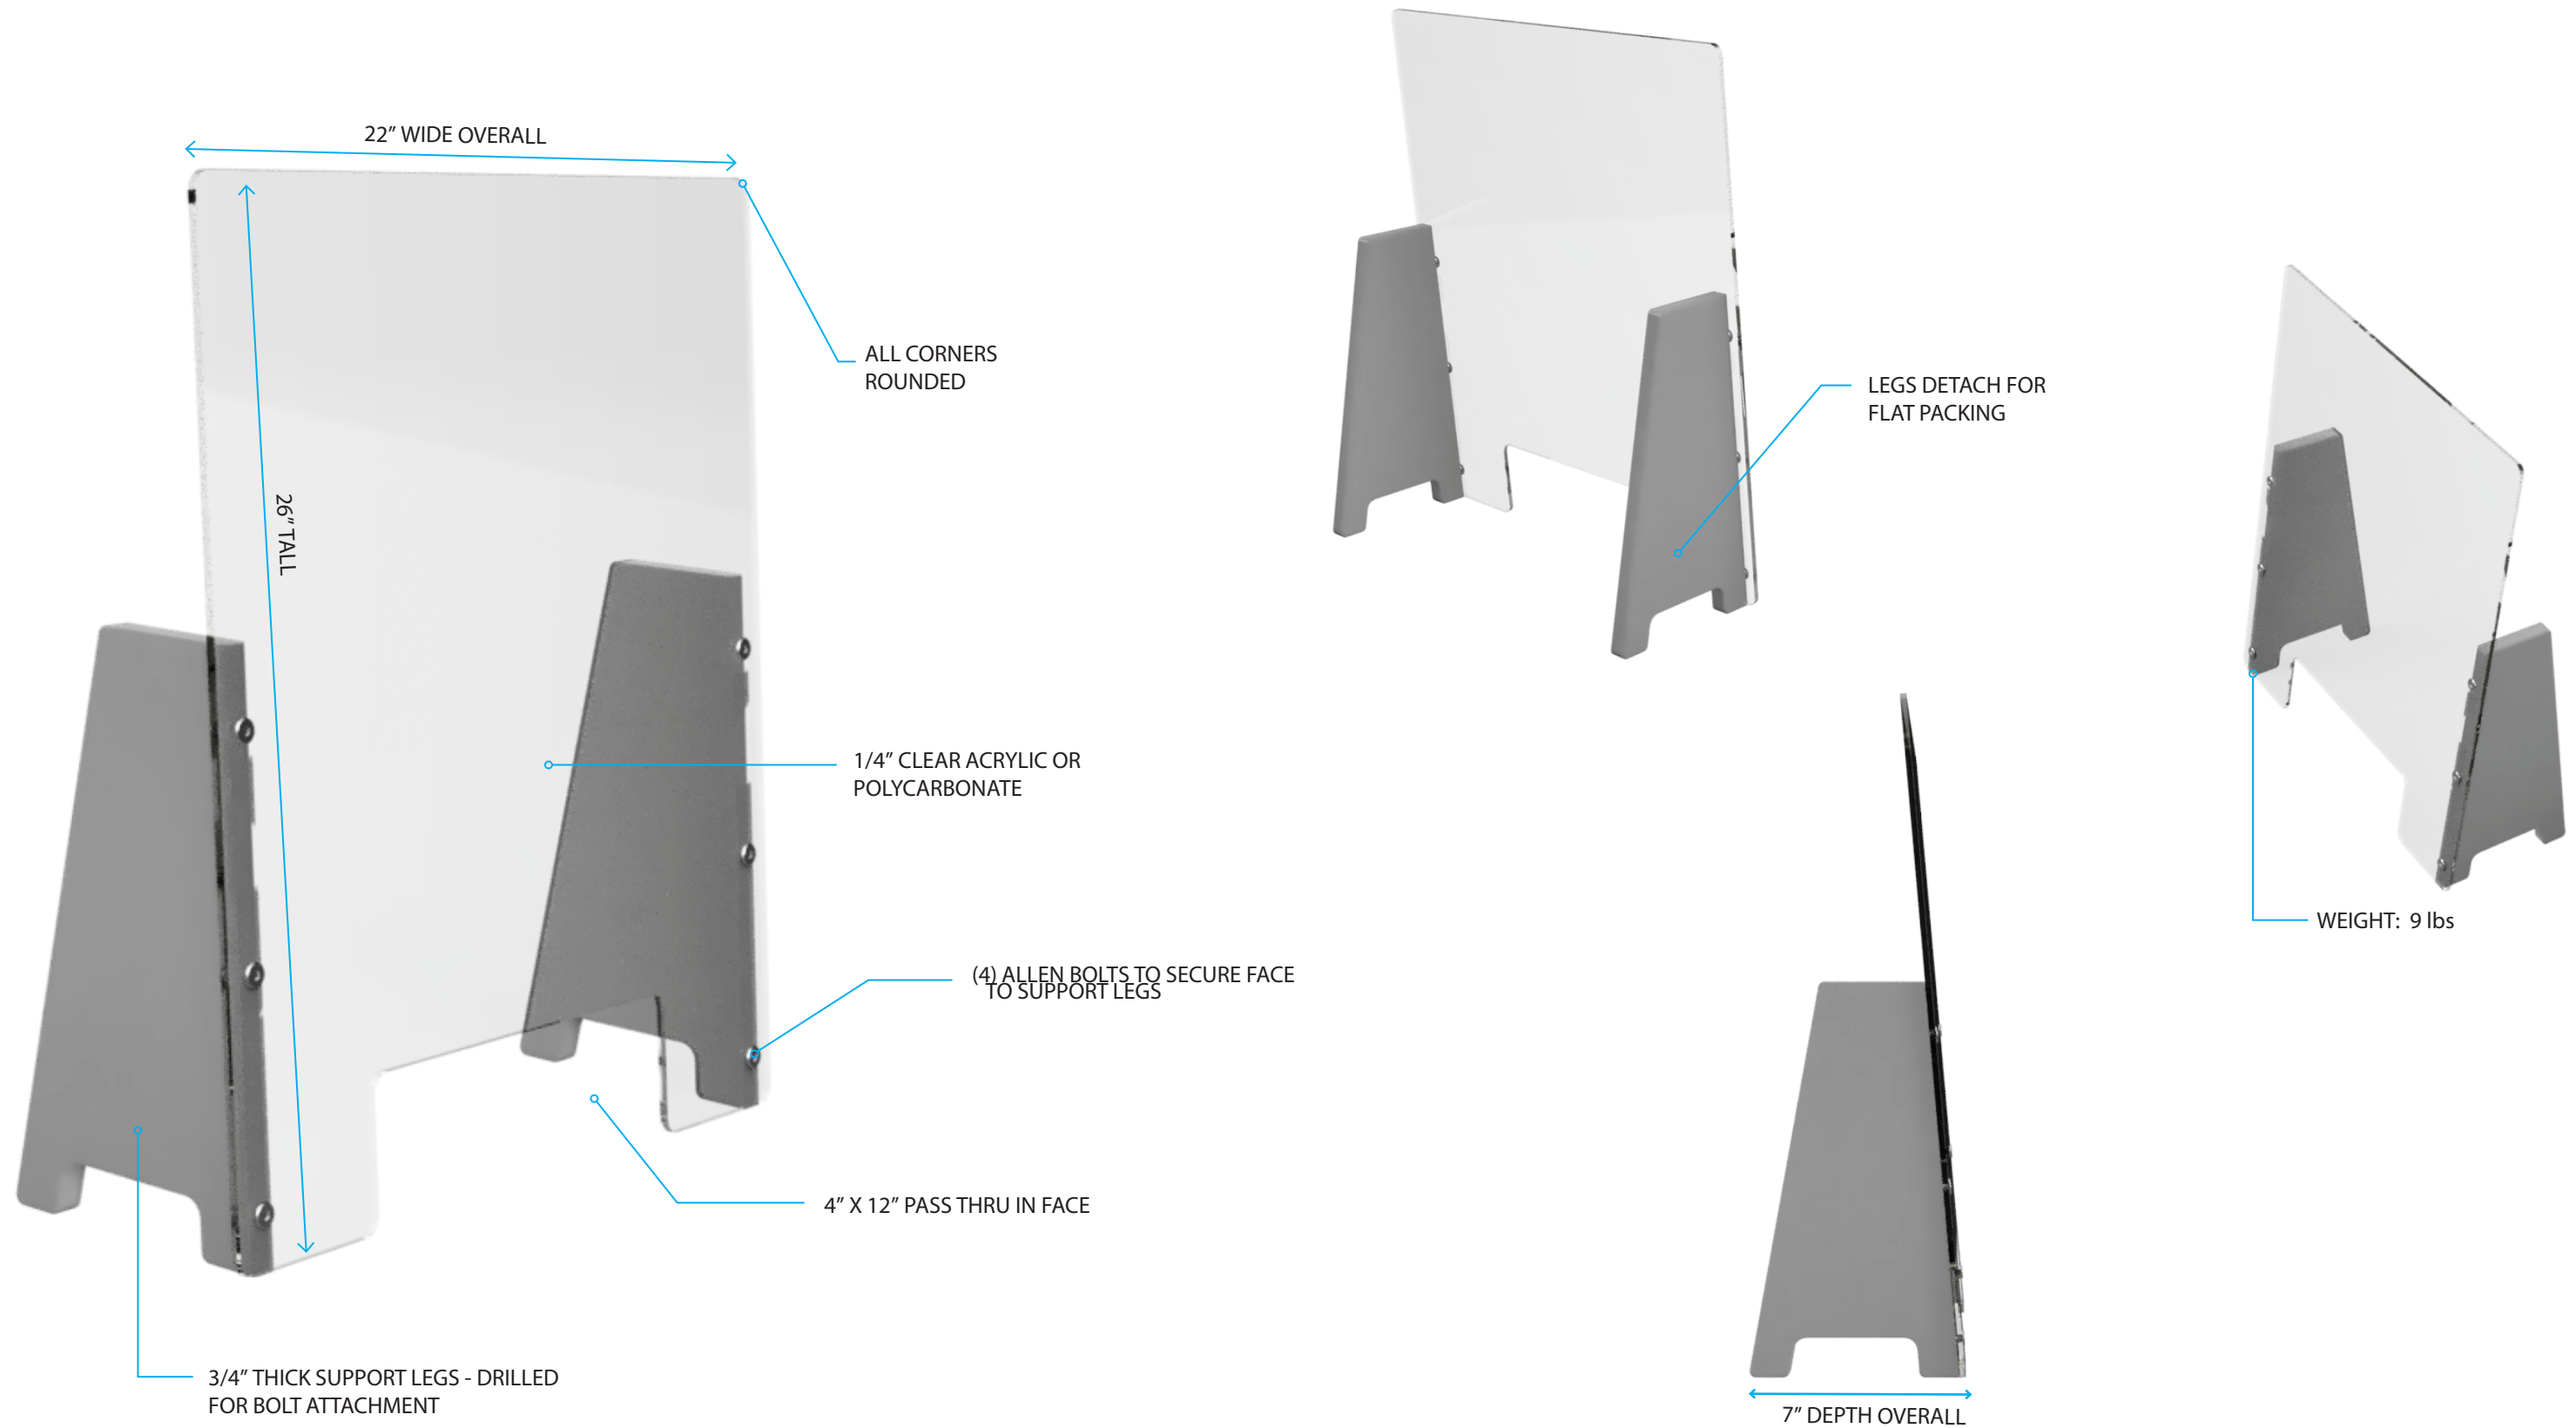 22” WIDE OVERALL
26” TALL
ALL CORNERS
ROUNDED
LEGS DETACH FOR
FLAT PACKING
1/4” CLEAR ACRYLIC OR
POLYCARBONATE
WEIGHT:  9 lbs
(4) ALLEN BOLTS TO SECURE FACE
TO SUPPORT LEGS
4” X 12” PASS THRU IN FACE
3/4” THICK SUPPORT LEGS - DRILLED
FOR BOLT ATTACHMENT
7” DEPTH OVERALL